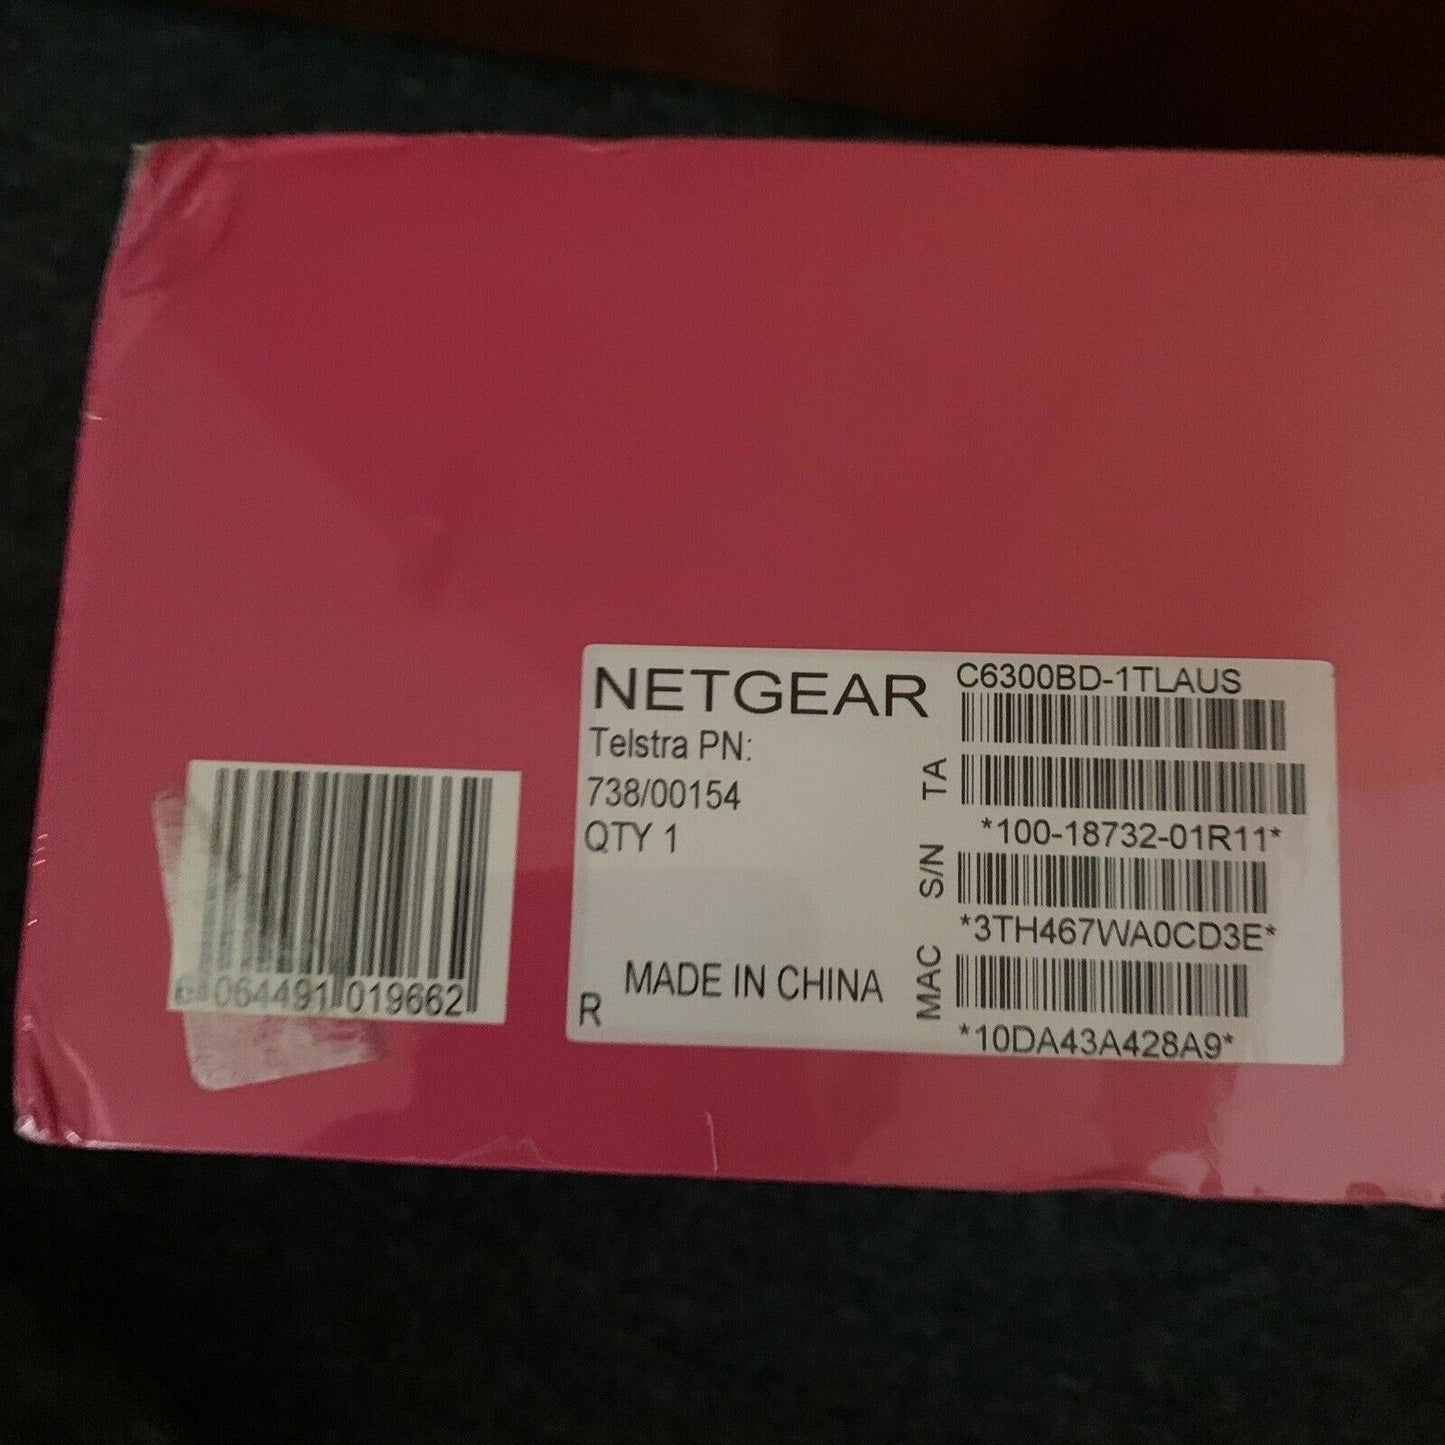 NETGEAR
Telstra PN:
738/00154
QTY 1
MADE IN CHINA
R
C6300BD-1TLAUS
TA
*100-18732-01R11*
S/N
*3TH467WA0CD3E*
MAC
*10DA43A428A9*
064491 019662